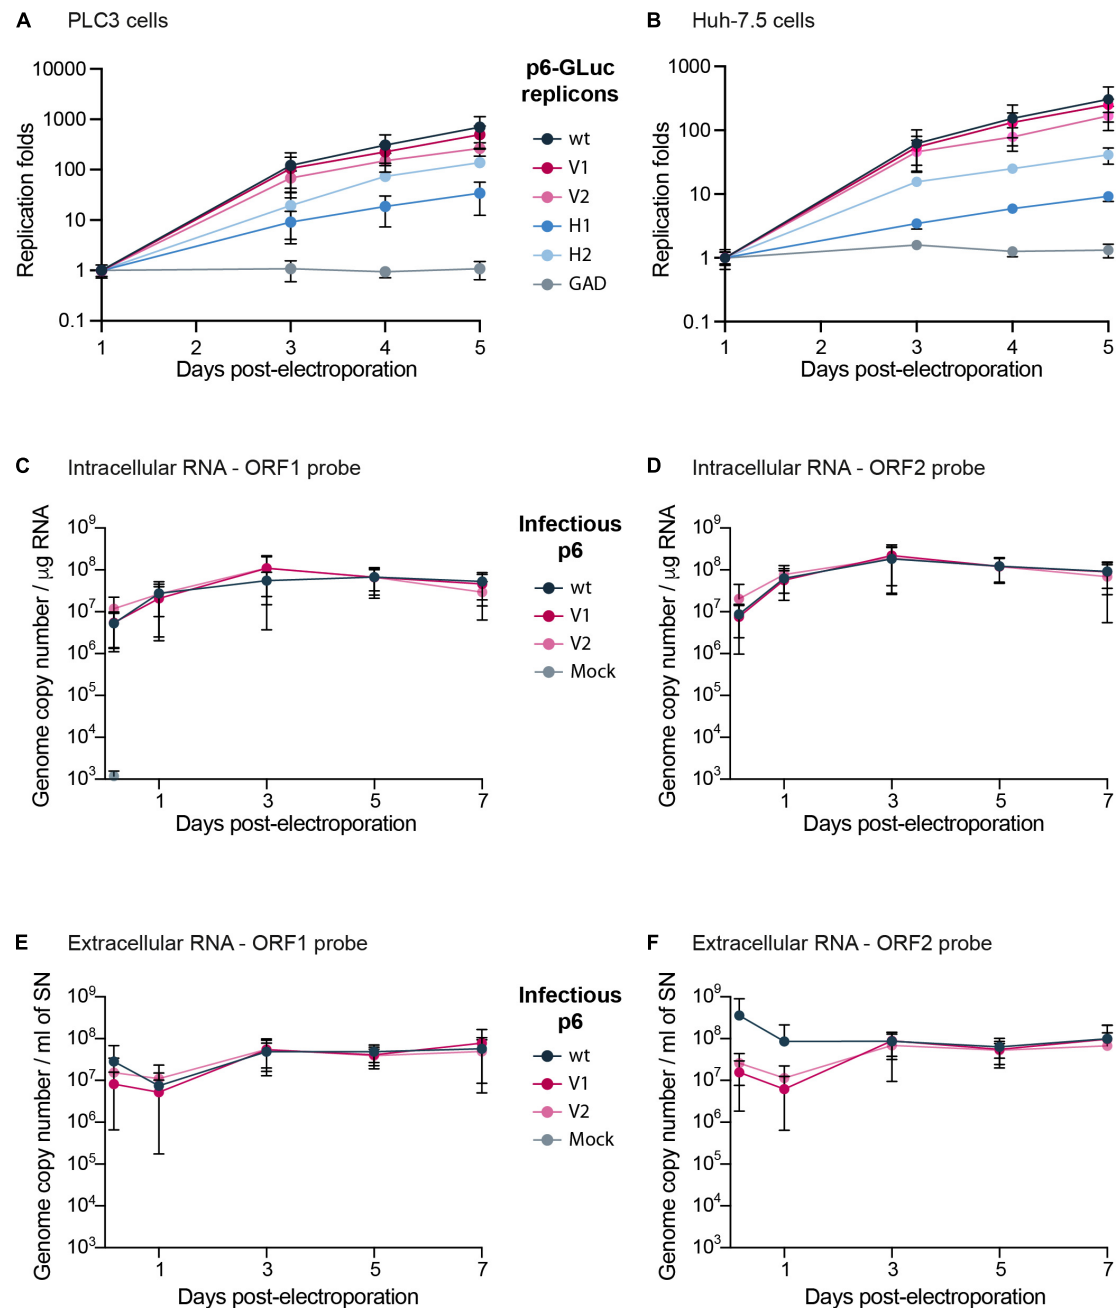 A PLC3 cells
Replication folds
10000
1000
100
10
1
0.1
1 2 3 4 5
Days post-electroporation
p6-GLuc
replicons
wt
V1
V2
H1
H2
GAD
B Huh-7.5 cells
Replication folds
1000
100
10
1
0.1
1 2 3 4 5
Days post-electroporation
C Intracellular RNA - ORF1 probe
Genome copy number / µg RNA
10⁹
10⁸
10⁷
10⁶
10⁵
10⁴
10³
1 3 5 7
Days post-electroporation
Infectious
p6
wt
V1
V2
Mock
D Intracellular RNA - ORF2 probe
Genome copy number / µg RNA
10⁹
10⁸
10⁷
10⁶
10⁵
10⁴
10³
1 3 5 7
Days post-electroporation
E Extracellular RNA - ORF1 probe
Genome copy number / ml of SN
10⁹
10⁸
10⁷
10⁶
10⁵
10⁴
10³
1 3 5 7
Days post-electroporation
Infectious
p6
wt
V1
V2
Mock
F Extracellular RNA - ORF2 probe
Genome copy number / ml of SN
10⁹
10⁸
10⁷
10⁶
10⁵
10⁴
10³
1 3 5 7
Days post-electroporation